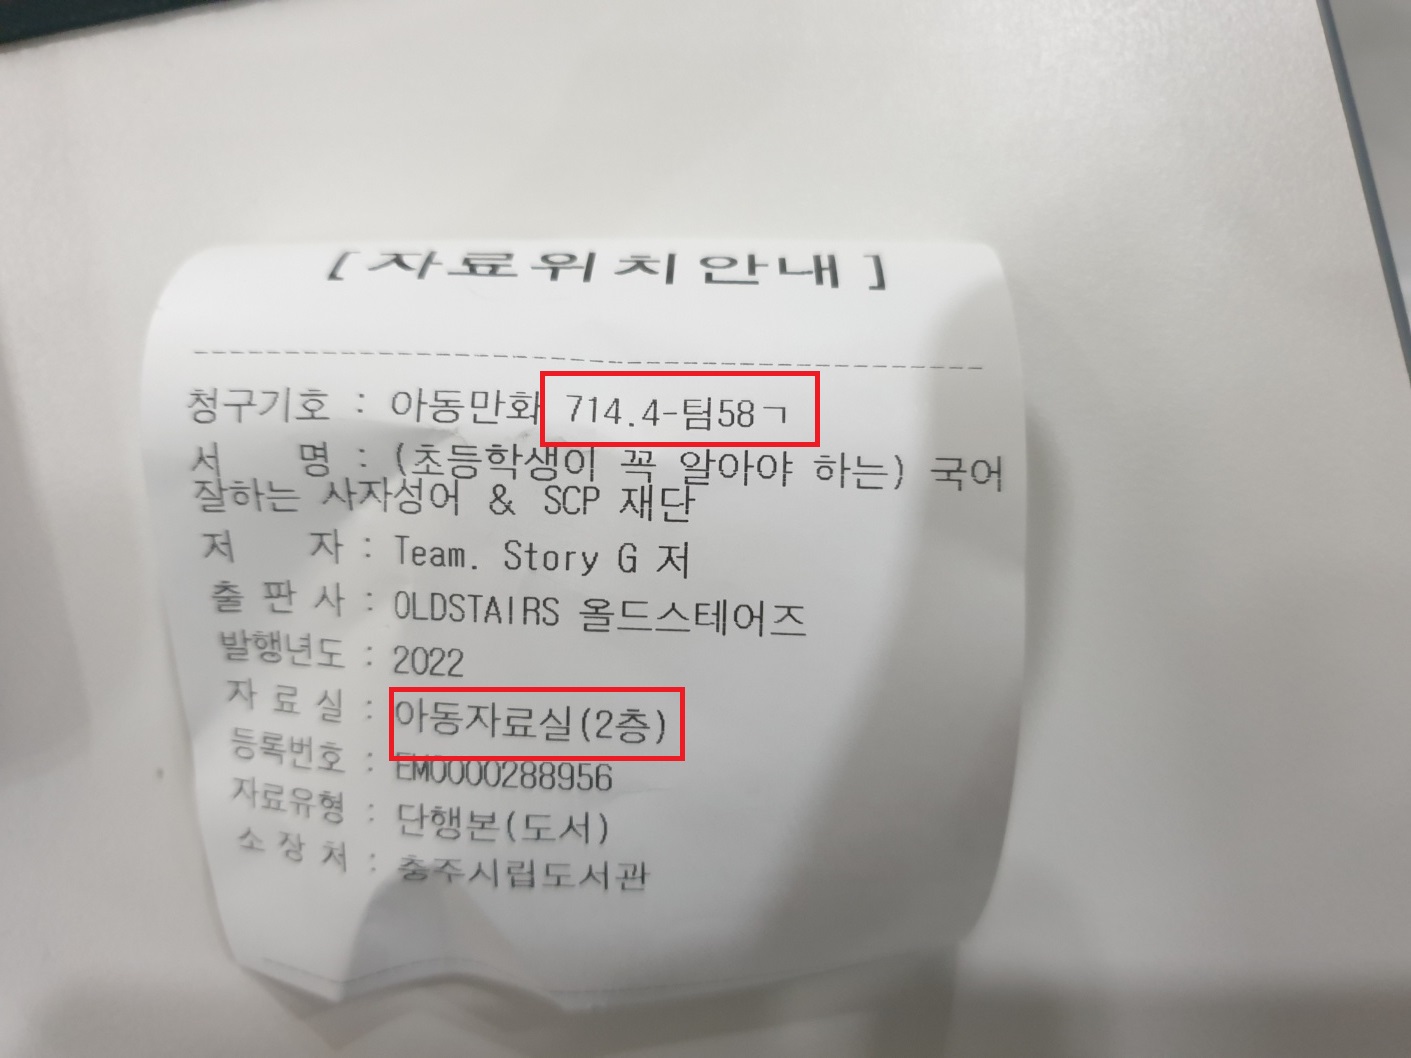 [자료위치안내]
청구기호 : 아동만화 714.4-팀58ㄱ
서 명 : (초등학생이 꼭 알아야 하는) 국어
잘하는 사자성어 & SCP 재단
저 자 : Team. Story G 저
출 판 사 : OLDSTAIRS 올드스테어즈
발행년도 : 2022
자 료 실 : 아동자료실(2층)
등록번호 : EM0000288956
자료유형 : 단행본(도서)
소 장 처 : 충주시립도서관